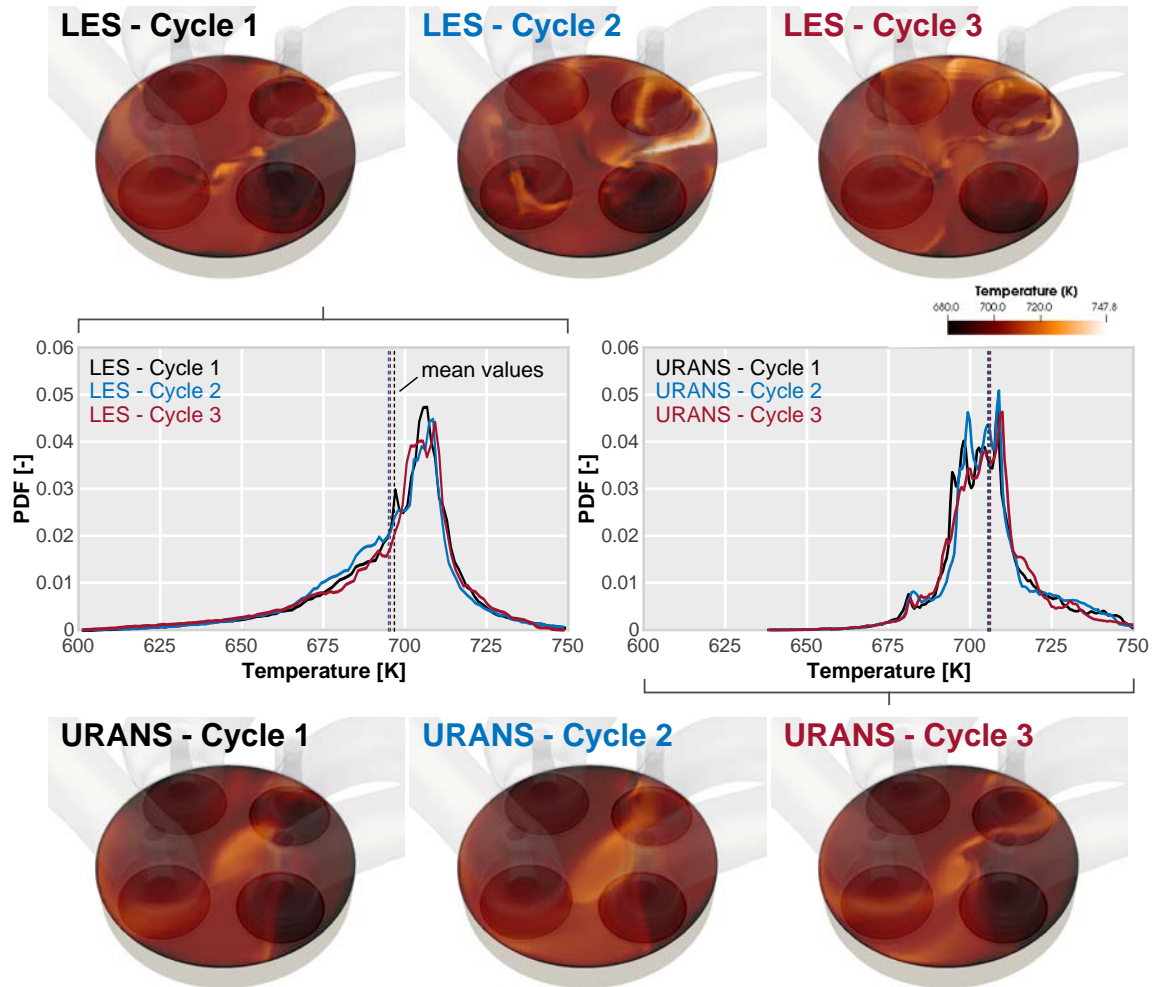 LES - Cycle 1
LES - Cycle 2
LES - Cycle 3
Temperature (K)
680.0 700.0 720.0 747.8
0.06
0.05
0.04
0.03
0.02
0.01
0
PDF [-]
LES - Cycle 1
LES - Cycle 2
LES - Cycle 3
mean values
600 625 650 675 700 725 750
Temperature [K]
0.06
0.05
0.04
0.03
0.02
0.01
0
PDF [-]
URANS - Cycle 1
URANS - Cycle 2
URANS - Cycle 3
600 625 650 675 700 725 750
Temperature [K]
URANS - Cycle 1
URANS - Cycle 2
URANS - Cycle 3